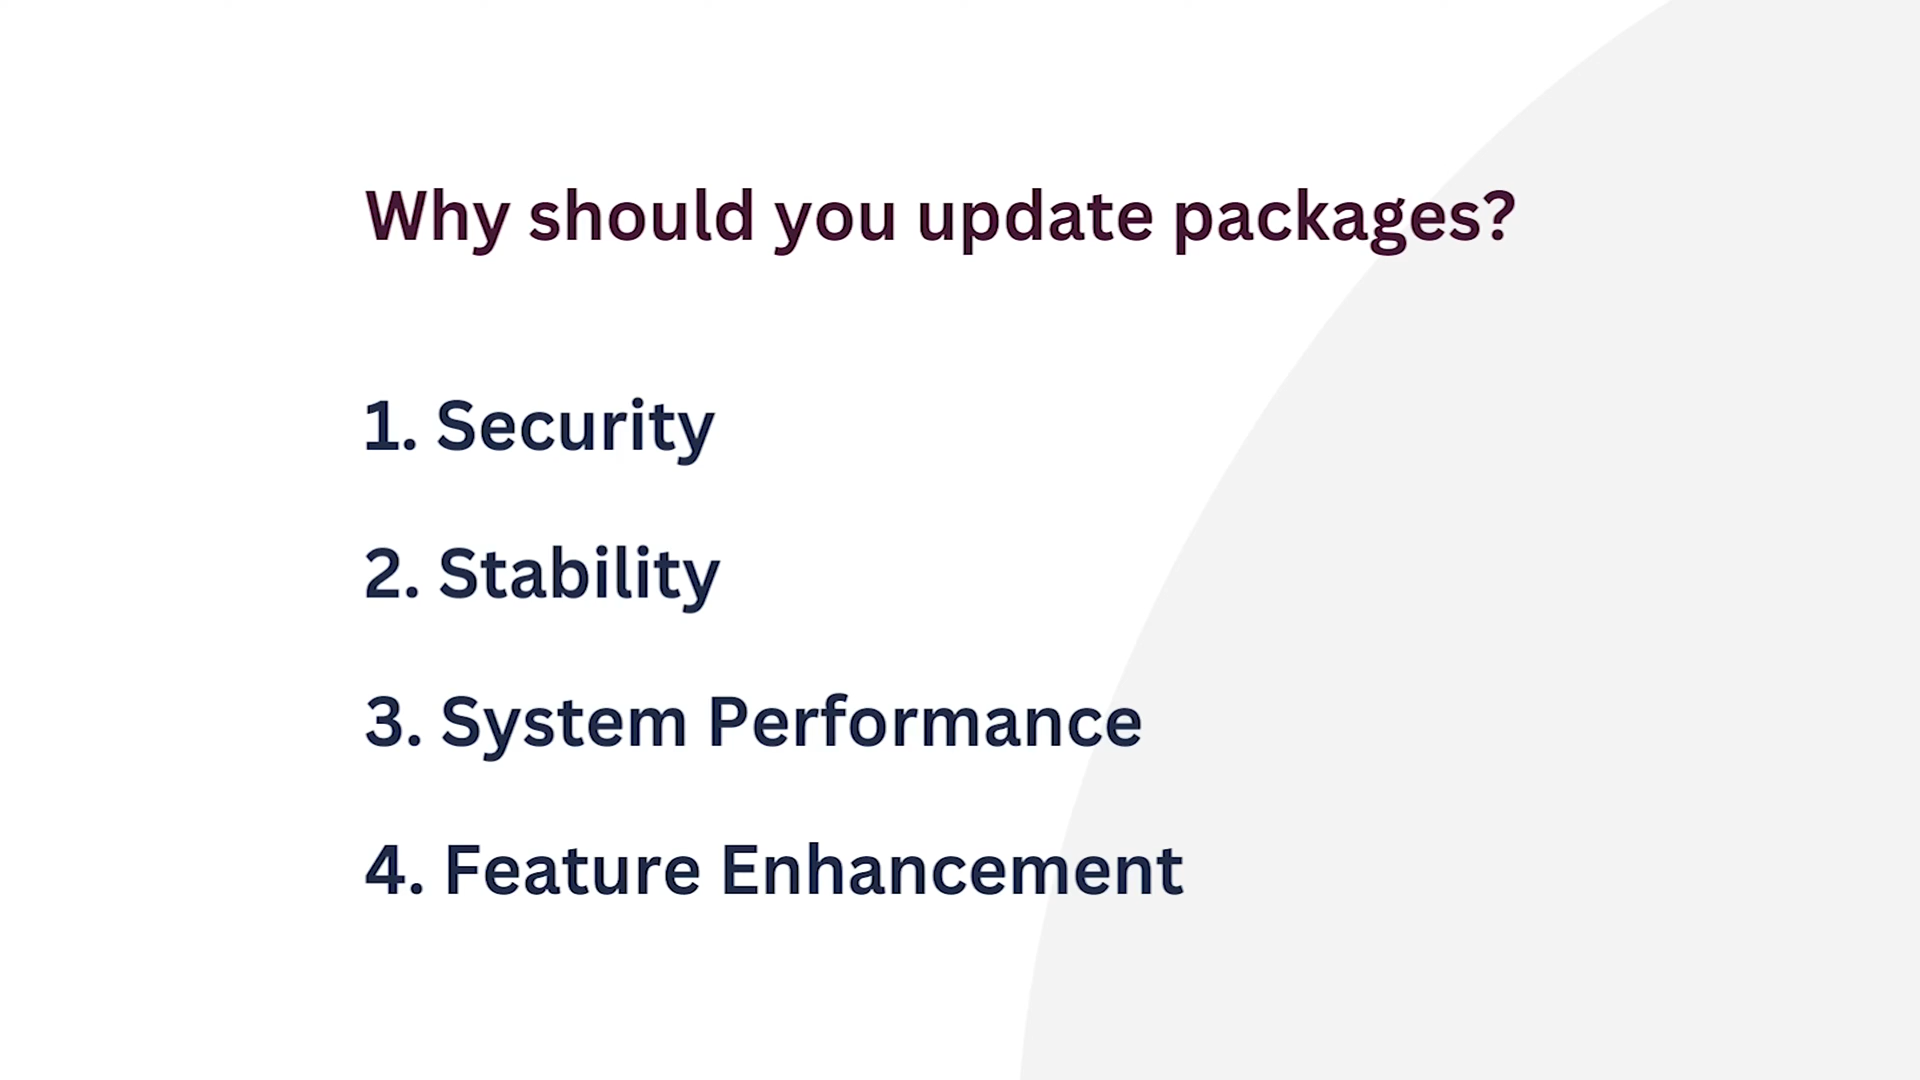 Why should you update packages?
1. Security
2. Stability
3. System Performance
4. Feature Enhancement